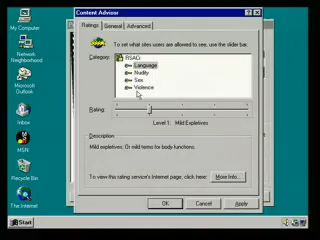 Content Advisor
Ratings
General
Advanced
To set what sites users are allowed to see, use the slider bar.
Category:
RSACi
Language
Nudity
Sex
Violence
Rating:
Level 1: Mild Expletives
Description
Mild expletives. Or mild terms for body functions.
To view this rating service's Internet page, click here:
More Info...
OK
Cancel
Apply
My Computer
Network Neighborhood
Microsoft Outlook
Inbox
MSN
Recycle Bin
The Internet
Start